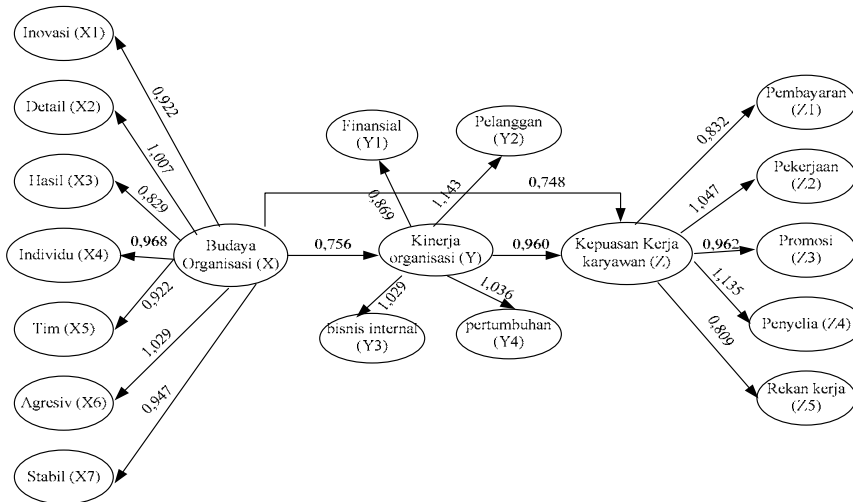 Inovasi (X1)
Detail (X2)
Hasil (X3)
Individu (X4)
Tim (X5)
Agresiv (X6)
Stabil (X7)
0,922
1,007
0,829
0,968
0,922
1,029
0,947
Budaya
Organisasi (X)
0,756
0,748
Finansial
(Y1)
Pelanggan
(Y2)
0,869
1,143
Kinerja
organisasi (Y)
1,029
1,036
bisnis internal
(Y3)
pertumbuhan
(Y4)
0,960
Kepuasan Kerja
karyawan (Z)
0,832
1,047
0,962
1,135
0,809
Pembayaran
(Z1)
Pekerjaan
(Z2)
Promosi
(Z3)
Penyelia (Z4)
Rekan kerja
(Z5)